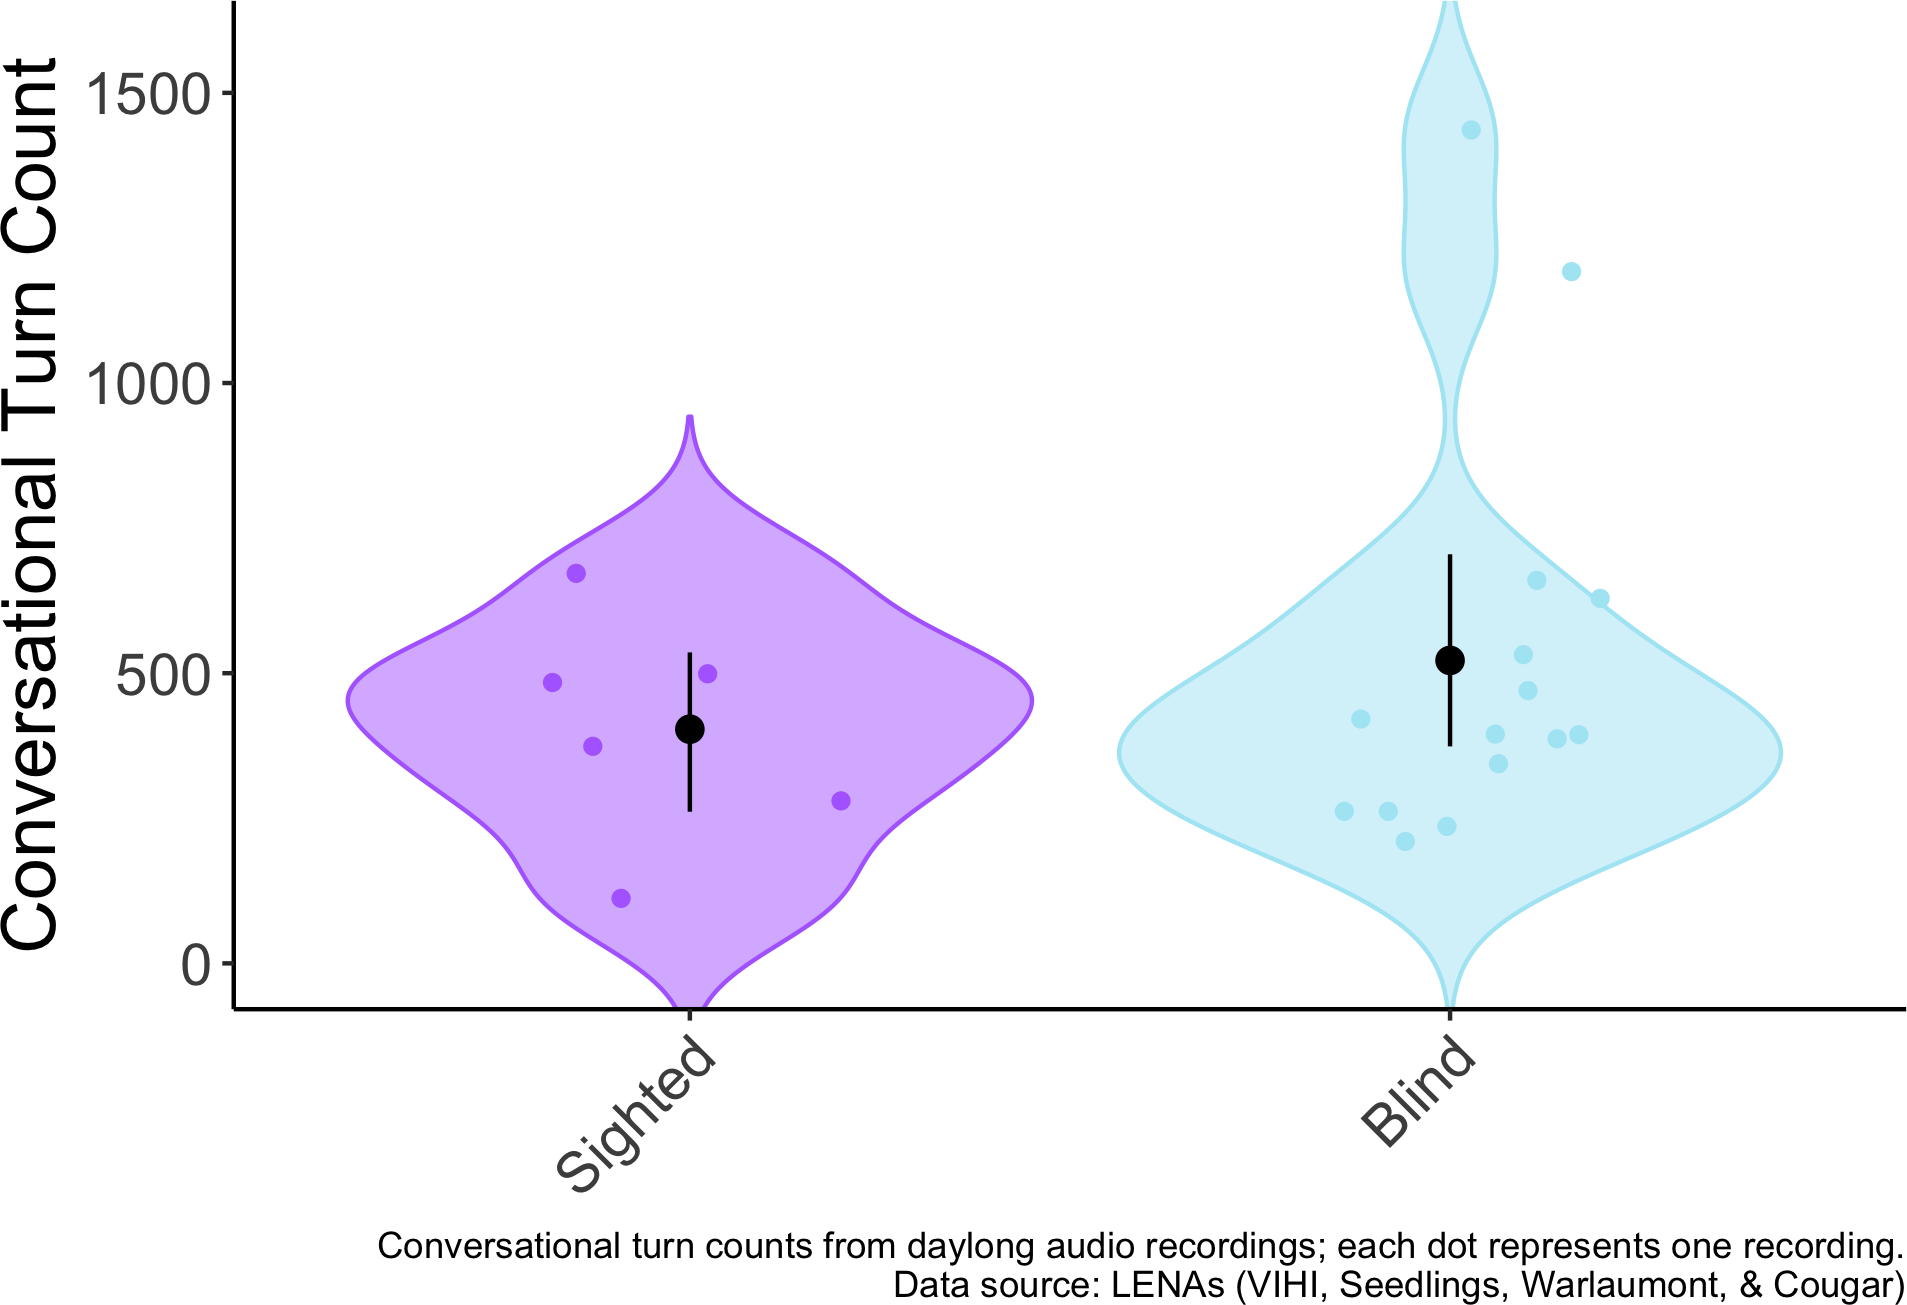 Conversational Turn Count
1500
1000
500
0
Sighted
Blind
Conversational turn counts from daylong audio recordings; each dot represents one recording.
Data source: LENAs (VIHI, Seedlings, Warlaumont, & Cougar)